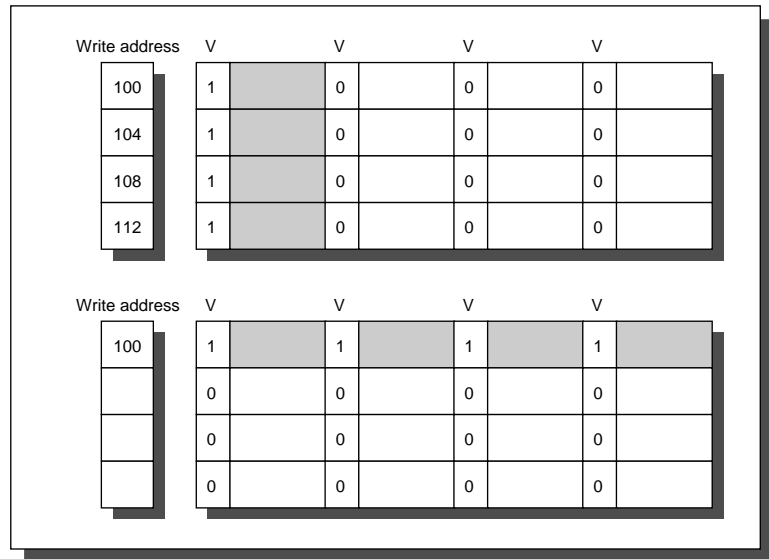 Write address V V V V
100 1 0 0 0
104 1 0 0 0
108 1 0 0 0
112 1 0 0 0
Write address V V V V
100 1 1 1 1
0 0 0 0
0 0 0 0
0 0 0 0